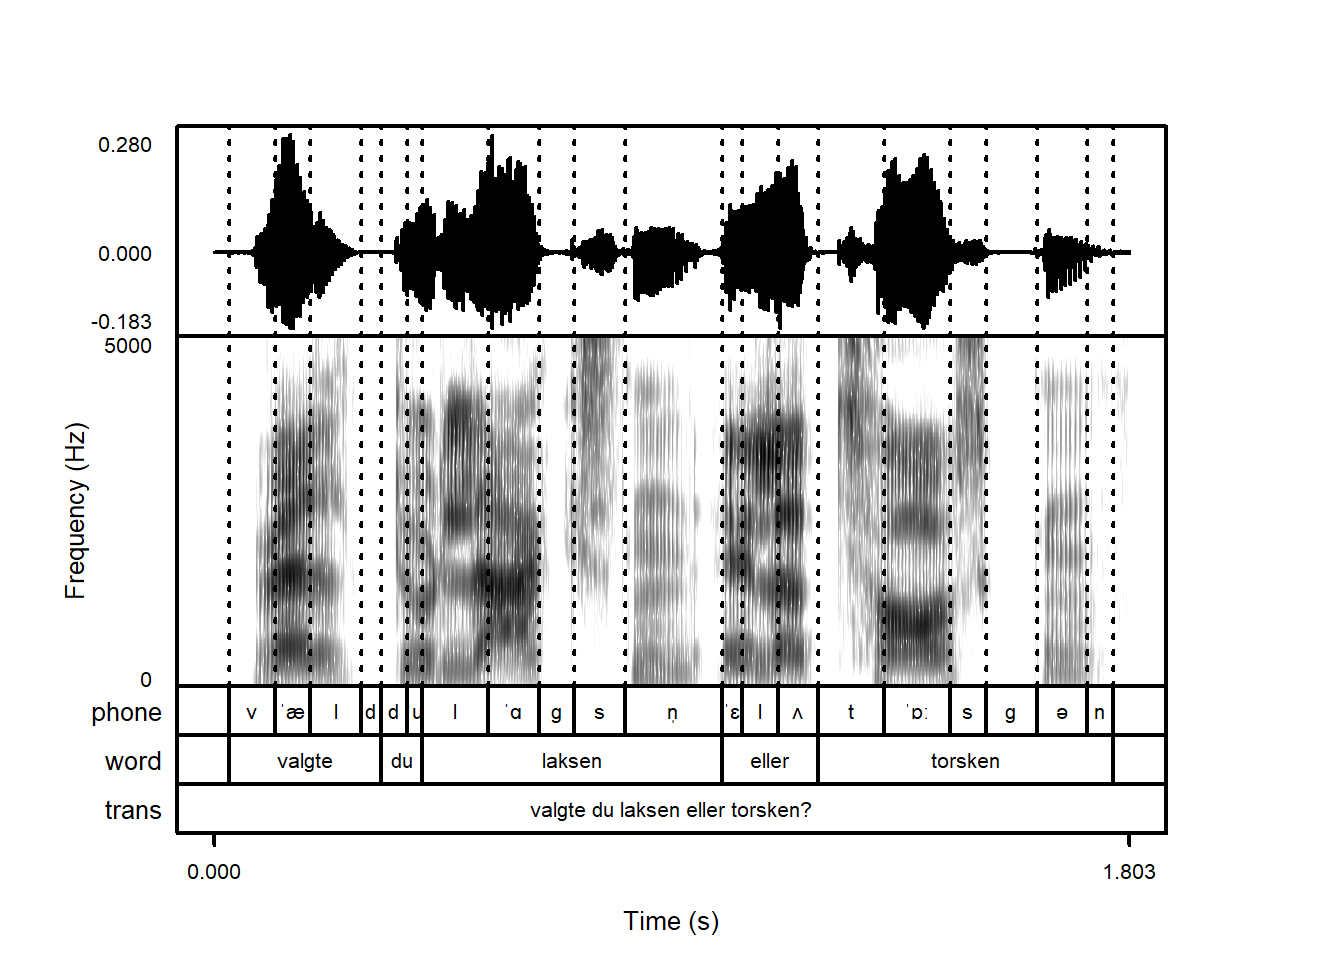 0.280
0.000
-0.183
5000
Frequency (Hz)
0
phone v ˈæ l d d u l ˈɑ g s n̩ ˈɛ l ʌ t ˈɒː s g ə n
word valgte du laksen eller torsken
trans valgte du laksen eller torsken?
0.000 1.803
Time (s)